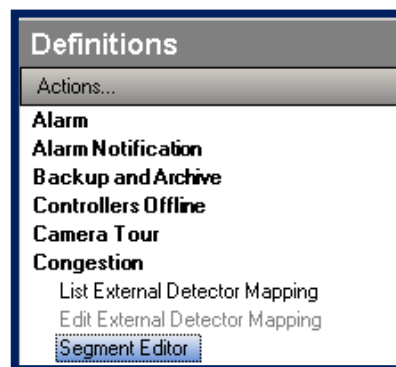 Definitions
Actions...
Alarm
Alarm Notification
Backup and Archive
Controllers Offline
Camera Tour
Congestion
List External Detector Mapping
Edit External Detector Mapping
Segment Editor